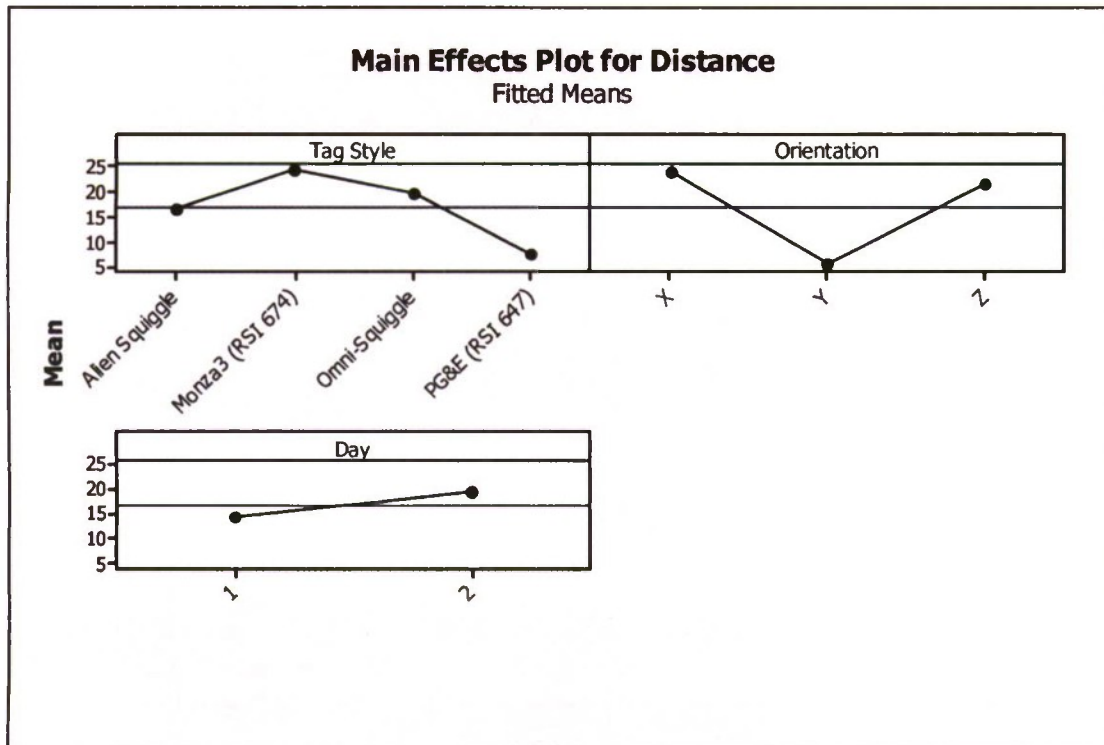 Main Effects Plot for Distance
Fitted Means
Mean
Tag Style
25
20
15
10
5
Alien Squiggle
Monza3 (RSI 674)
Omni-Squiggle
PG&E (RSI 647)
Orientation
X
Y
Z
Day
25
20
15
10
5
1
2